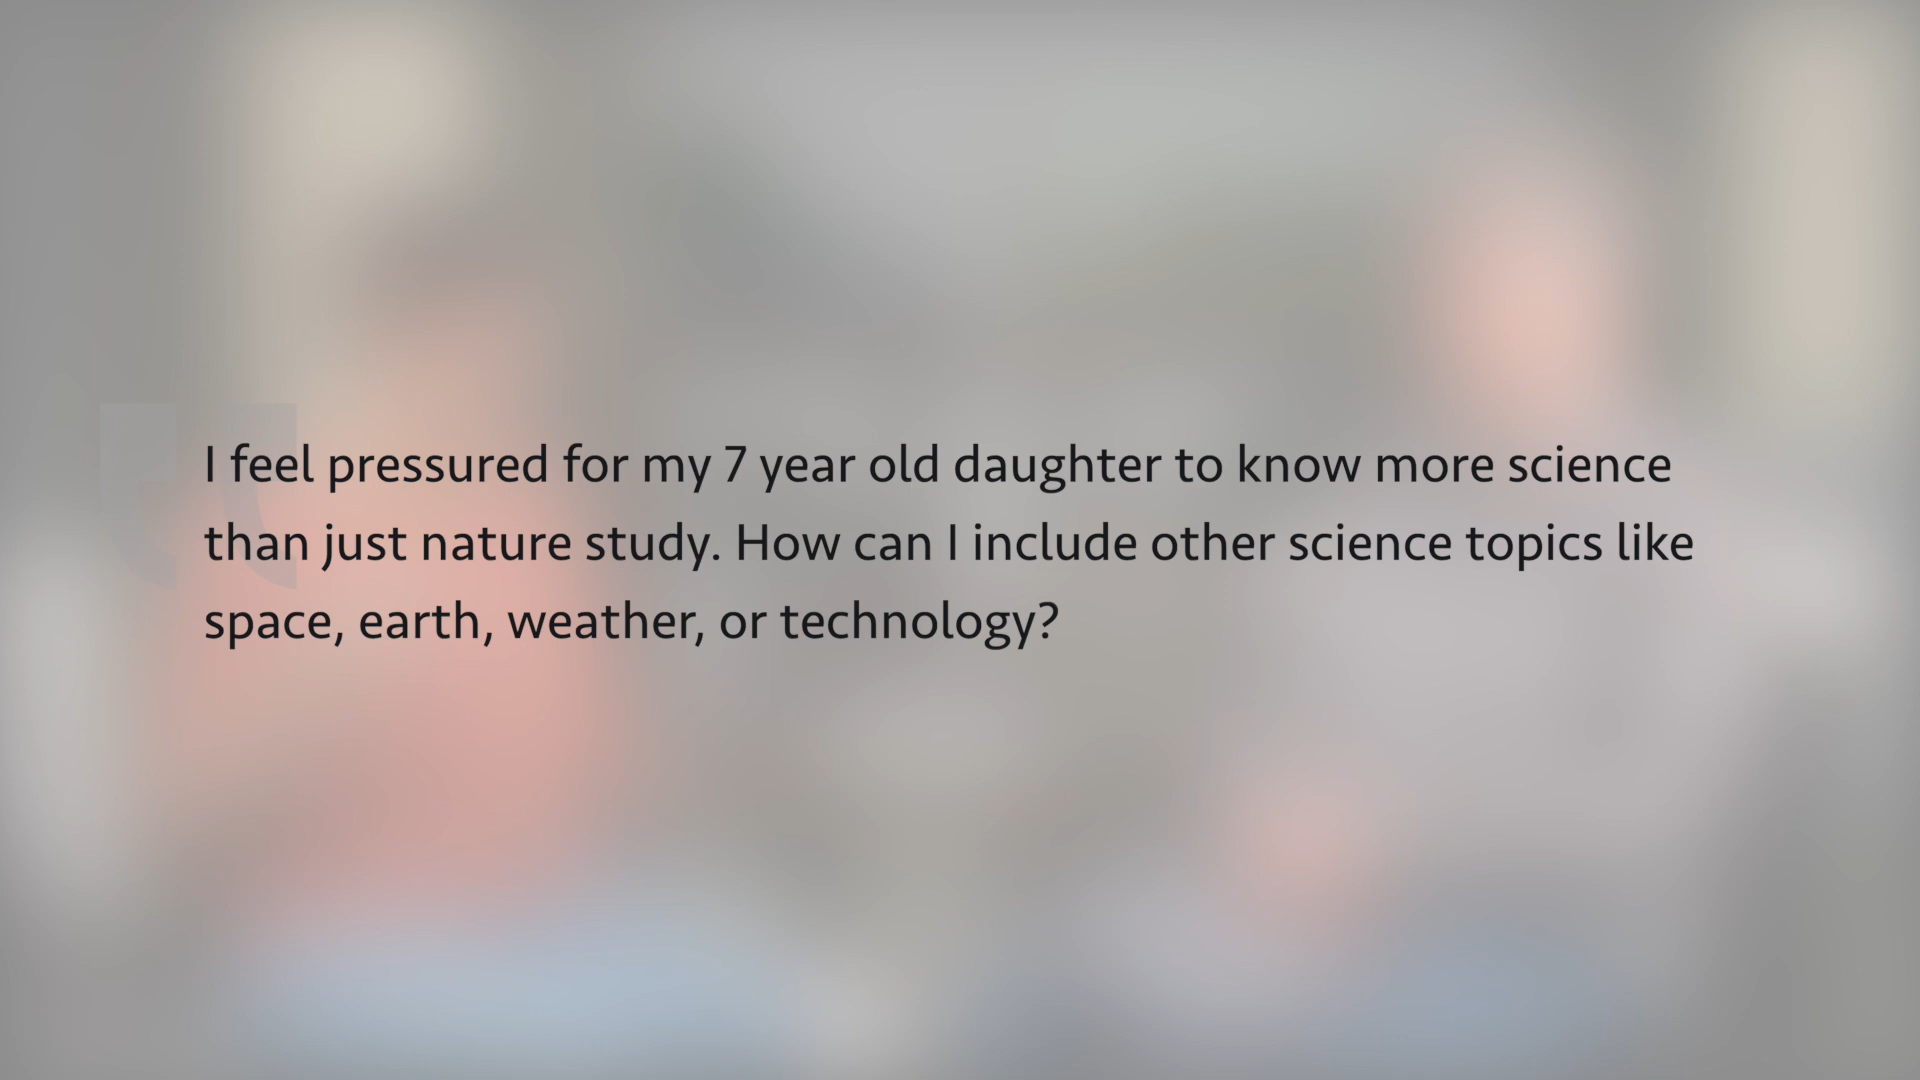 I feel pressured for my 7 year old daughter to know more science
than just nature study. How can I include other science topics like
space, earth, weather, or technology?